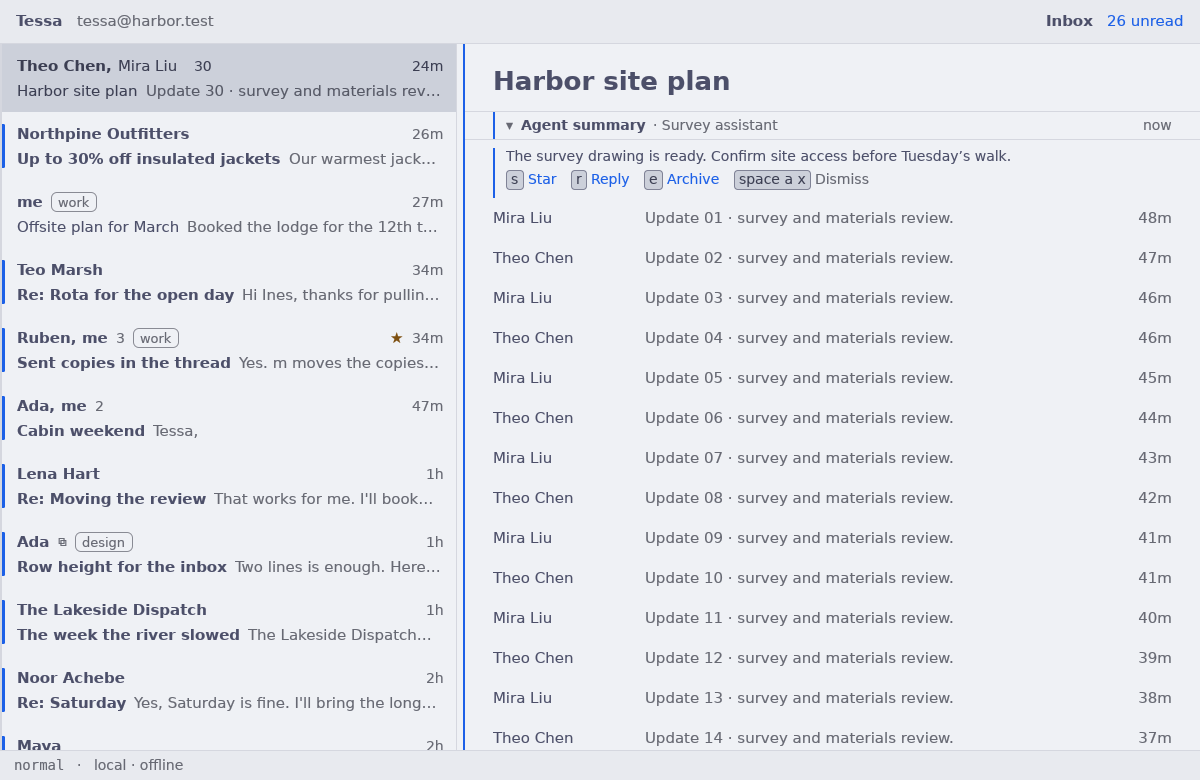 Tessa tessa@harbor.test
Inbox 26 unread
Theo Chen, Mira Liu 30 24m
Harbor site plan Update 30 · survey and materials rev…
Northpine Outfitters 26m
Up to 30% off insulated jackets Our warmest jack…
me work 27m
Offsite plan for March Booked the lodge for the 12th t…
Teo Marsh 34m
Re: Rota for the open day Hi Ines, thanks for pullin…
Ruben, me 3 work ★ 34m
Sent copies in the thread Yes. m moves the copies…
Ada, me 2 47m
Cabin weekend Tessa,
Lena Hart 1h
Re: Moving the review That works for me. I'll book…
Ada ⧉ design 1h
Row height for the inbox Two lines is enough. Here…
The Lakeside Dispatch 1h
The week the river slowed The Lakeside Dispatch…
Noor Achebe 2h
Re: Saturday Yes, Saturday is fine. I'll bring the long…
Maya 2h
Harbor site plan
▾ Agent summary · Survey assistant now
The survey drawing is ready. Confirm site access before Tuesday’s walk.
s Star r Reply e Archive space a x Dismiss
Mira Liu Update 01 · survey and materials review. 48m
Theo Chen Update 02 · survey and materials review. 47m
Mira Liu Update 03 · survey and materials review. 46m
Theo Chen Update 04 · survey and materials review. 46m
Mira Liu Update 05 · survey and materials review. 45m
Theo Chen Update 06 · survey and materials review. 44m
Mira Liu Update 07 · survey and materials review. 43m
Theo Chen Update 08 · survey and materials review. 42m
Mira Liu Update 09 · survey and materials review. 41m
Theo Chen Update 10 · survey and materials review. 41m
Mira Liu Update 11 · survey and materials review. 40m
Theo Chen Update 12 · survey and materials review. 39m
Mira Liu Update 13 · survey and materials review. 38m
Theo Chen Update 14 · survey and materials review. 37m
normal · local · offline